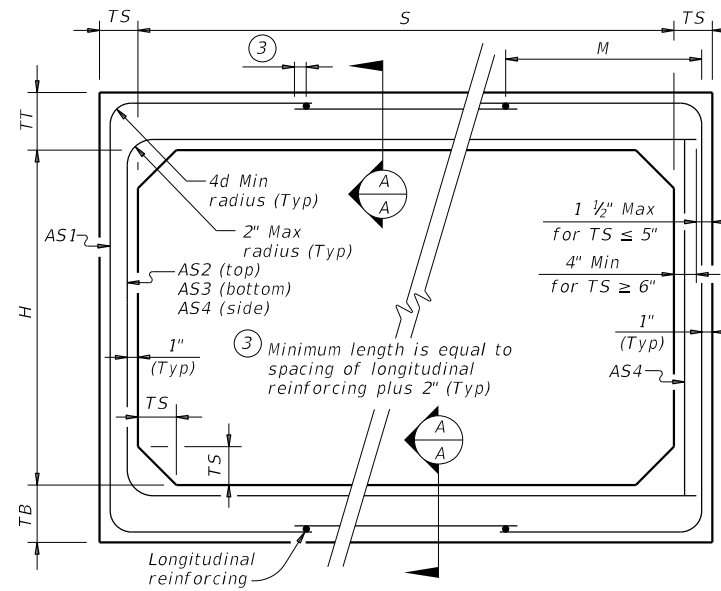 TS
S
TS
3
M
TT
A
A
4d Min
radius (Typ)
2" Max
radius (Typ)
1 ½" Max
for TS ≤ 5"
AS1
AS2 (top)
AS3 (bottom)
AS4 (side)
4" Min
for TS ≥ 6"
H
1"
(Typ)
3 Minimum length is equal to
spacing of longitudinal
reinforcing plus 2" (Typ)
1"
(Typ)
AS4
TS
TS
A
A
TB
Longitudinal
reinforcing